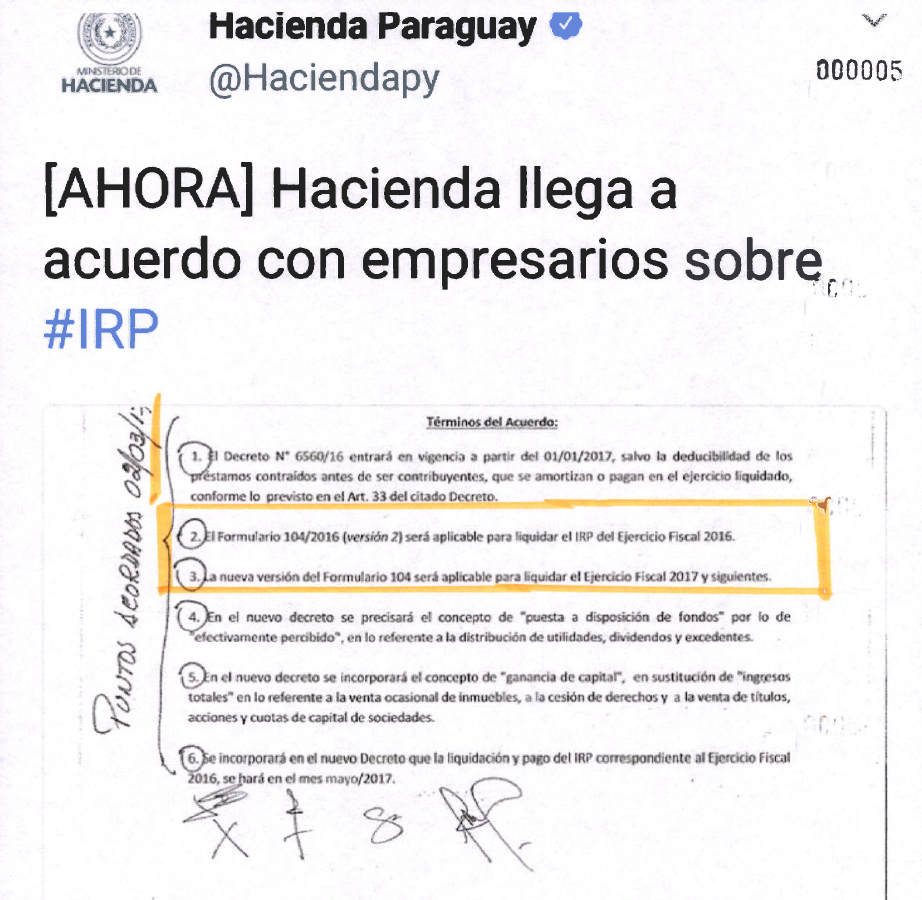 Hacienda Paraguay
MINISTERIO DE
HACIENDA
@Haciendapy
000005
[AHORA] Hacienda llega a
acuerdo con empresarios sobre
#IRP
PUNTOS ACORDADOS 02/03/17
Términos del Acuerdo:
1. El Decreto N° 6560/16 entrará en vigencia a partir del 01/01/2017, salvo la deducibilidad de los
préstamos contraídos antes de ser contribuyentes, que se amortizan o pagan en el ejercicio liquidado,
conforme lo previsto en el Art. 33 del citado Decreto.
2. El Formulario 104/2016 (versión 2) será aplicable para liquidar el IRP del Ejercicio Fiscal 2016.
3. La nueva versión del Formulario 104 será aplicable para liquidar el Ejercicio Fiscal 2017 y siguientes.
4. En el nuevo decreto se precisará el concepto de "puesta a disposición de fondos" por lo de
"efectivamente percibido", en lo referente a la distribución de utilidades, dividendos y excedentes.
5. En el nuevo decreto se incorporará el concepto de "ganancia de capital", en sustitución de "ingresos
totales" en lo referente a la venta ocasional de inmuebles, a la cesión de derechos y a la venta de títulos,
acciones y cuotas de capital de sociedades.
6. Se incorporará en el nuevo Decreto que la liquidación y pago del IRP correspondiente al Ejercicio Fiscal
2016, se hará en el mes mayo/2017.